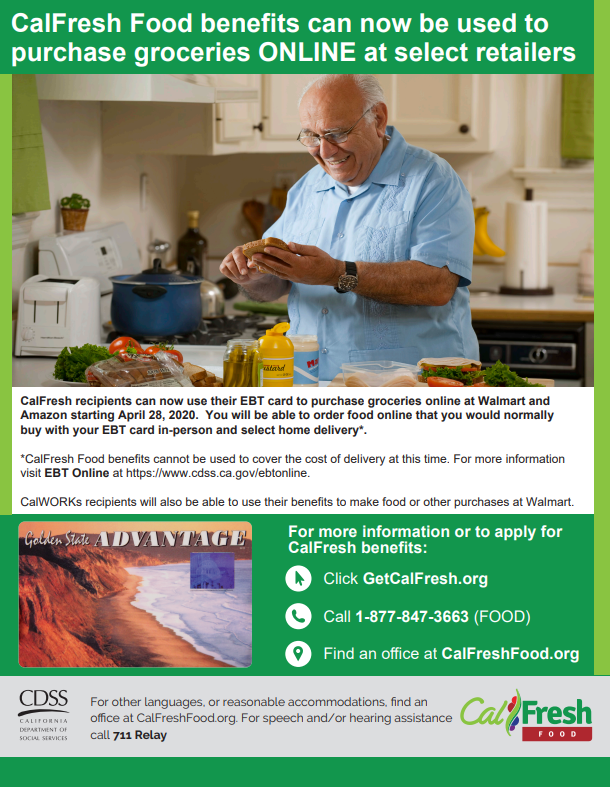 CalFresh Food benefits can now be used to
purchase groceries ONLINE at select retailers
CalFresh recipients can now use their EBT card to purchase groceries online at Walmart and
Amazon starting April 28, 2020.  You will be able to order food online that you would normally
buy with your EBT card in-person and select home delivery*.
*CalFresh Food benefits cannot be used to cover the cost of delivery at this time. For more information
visit EBT Online at https://www.cdss.ca.gov/ebtonline.
CalWORKs recipients will also be able to use their benefits to make food or other purchases at Walmart.
Golden State ADVANTAGE
For more information or to apply for
CalFresh benefits:
Click GetCalFresh.org
Call 1-877-847-3663 (FOOD)
Find an office at CalFreshFood.org
CDSS
CALIFORNIA
DEPARTMENT OF
SOCIAL SERVICES
For other languages, or reasonable accommodations, find an
office at CalFreshFood.org. For speech and/or hearing assistance
call 711 Relay
CalFresh
FOOD